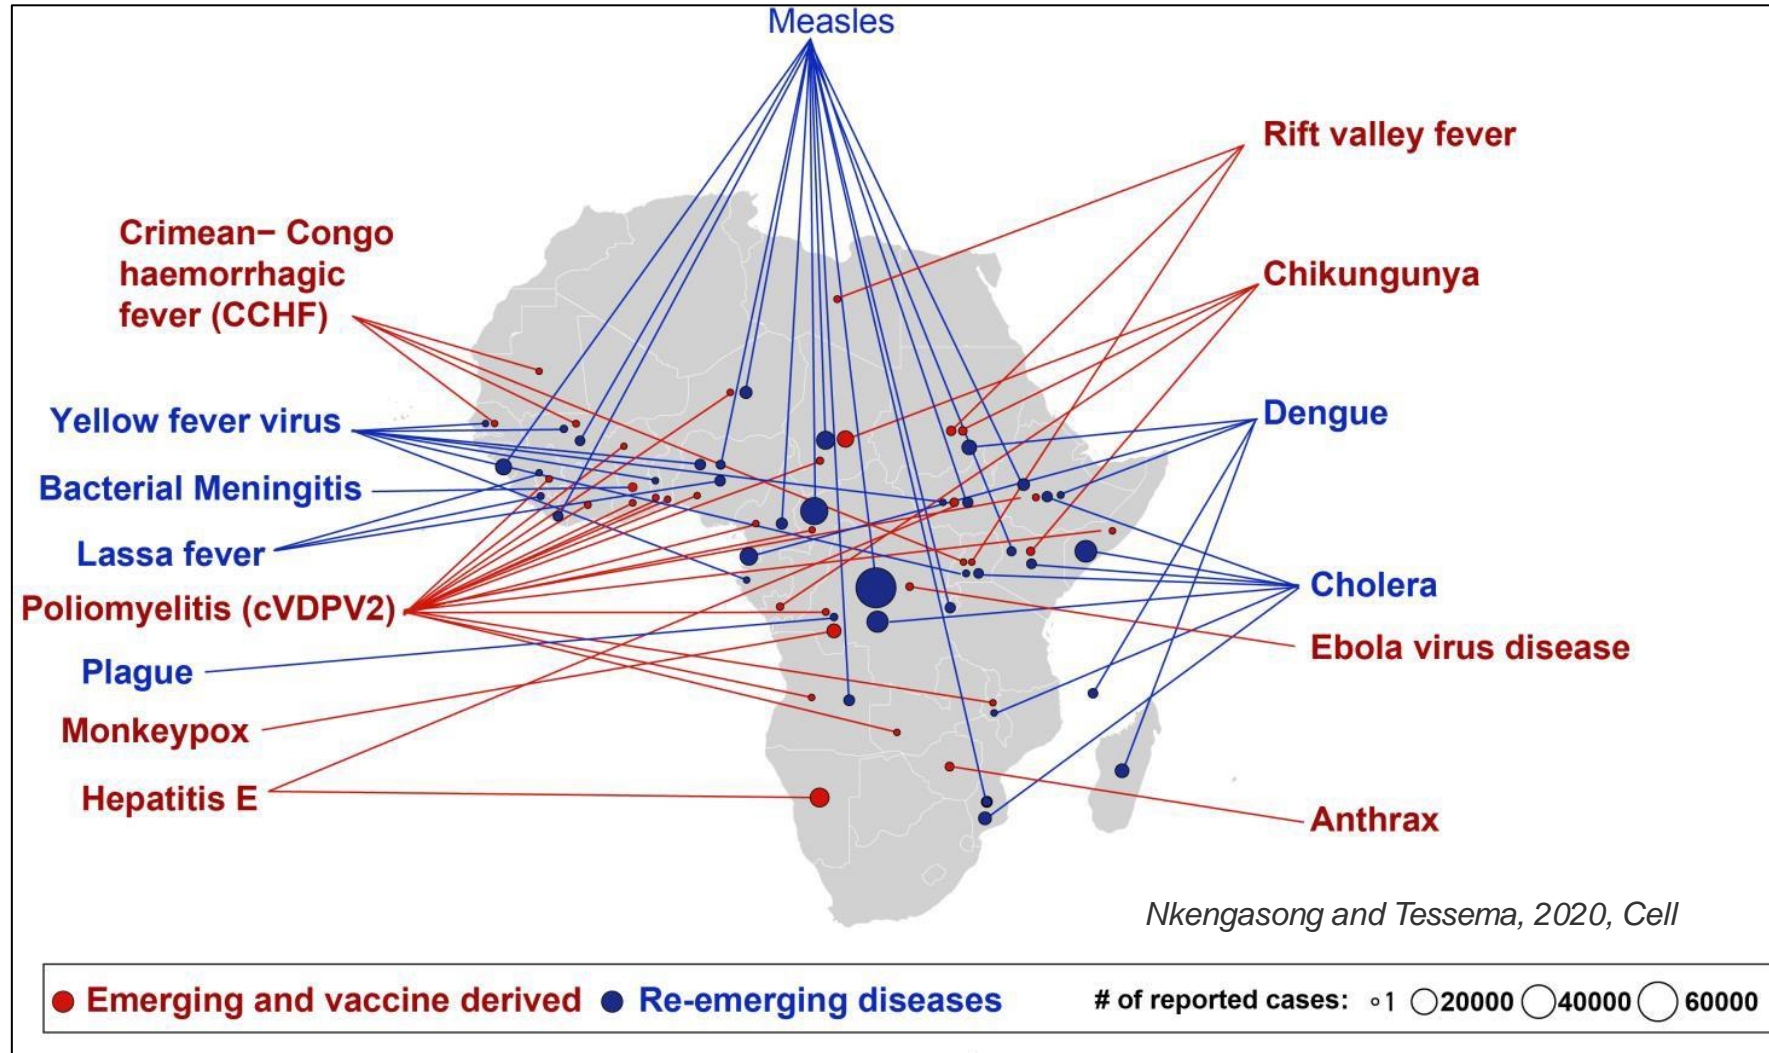 Measles
Rift valley fever
Crimean− Congo
haemorrhagic
fever (CCHF)
Chikungunya
Yellow fever virus
Dengue
Bacterial Meningitis
Lassa fever
Poliomyelitis (cVDPV2)
Cholera
Ebola virus disease
Plague
Monkeypox
Hepatitis E
Anthrax
Nkengasong and Tessema, 2020, Cell
Emerging and vaccine derived Re-emerging diseases # of reported cases: 1 20000 40000 60000